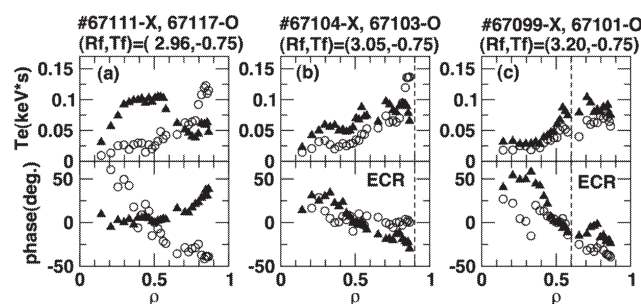 #67111-X, 67117-O
(Rf,Tf)=( 2.96,-0.75)
#67104-X, 67103-O
(Rf,Tf)=(3.05,-0.75)
#67099-X, 67101-O
(Rf,Tf)=(3.20,-0.75)
Te(keV*s)
0.15
0.1
0.05
0
(a)
0.15
0.1
0.05
0
(b)
0.15
0.1
0.05
0
(c)
phase(deg.)
50
0
-50
50
0
-50
ECR
50
0
-50
ECR
0 0.5 1
0 0.5 1
0 0.5 1
ρ
ρ
ρ